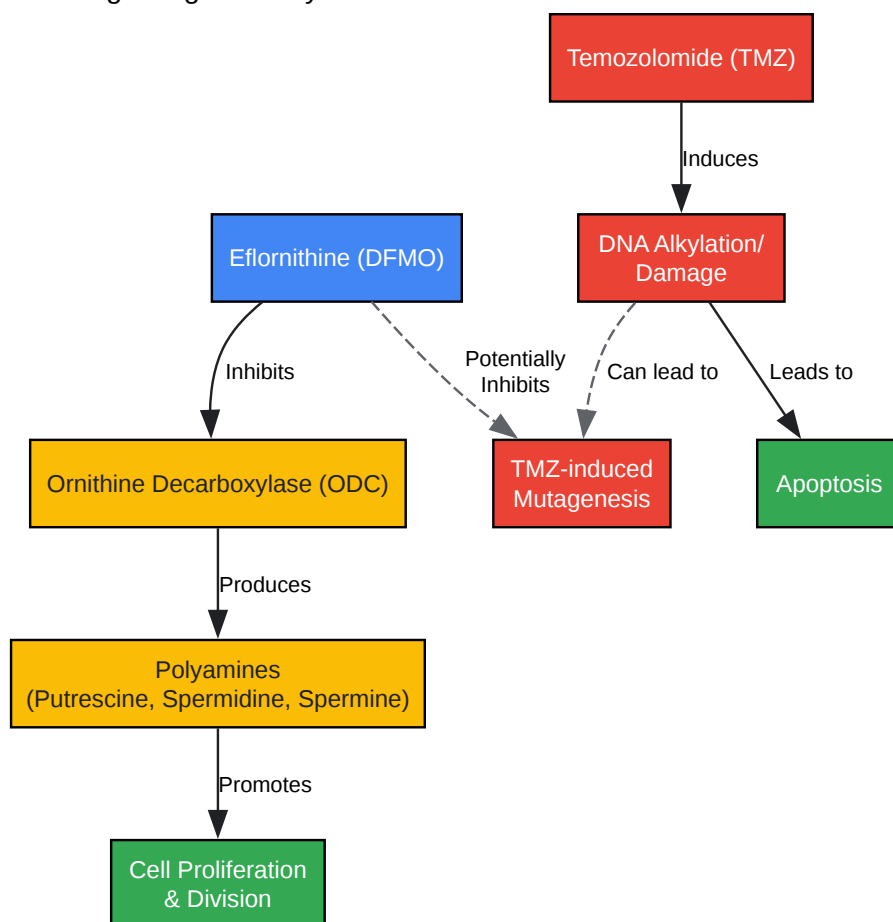 Temozolomide (TMZ)
Induces
Eflornithine (DFMO)
DNA Alkylation/
Damage
Inhibits
Potentially
Inhibits
Can lead to
Leads to
Ornithine Decarboxylase (ODC)
TMZ-induced
Mutagenesis
Apoptosis
Produces
Polyamines
(Putrescine, Spermidine, Spermine)
Promotes
Cell Proliferation
& Division